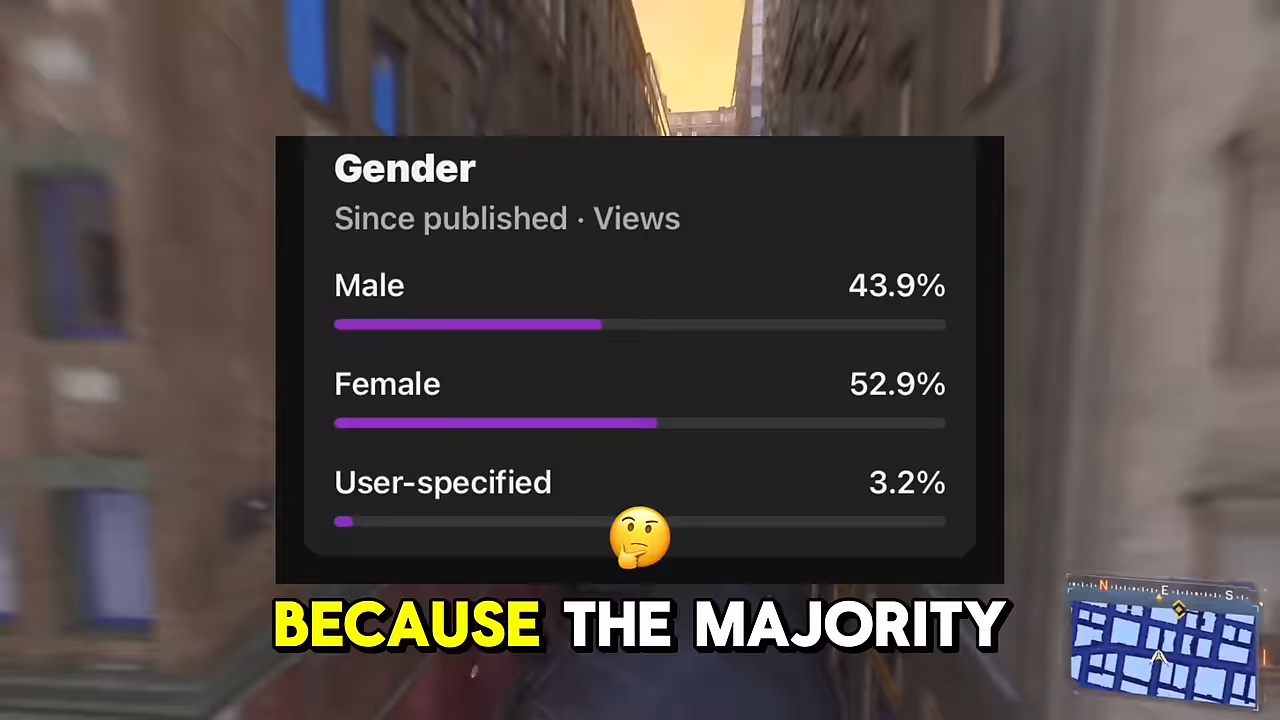 Gender
Since published · Views
Male 43.9%
Female 52.9%
User-specified 3.2%
BECAUSE THE MAJORITY
N E S